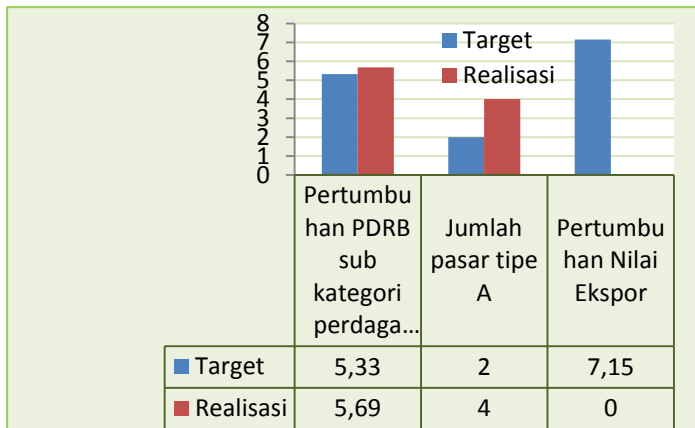 8
7
6
5
4
3
2
1
0
Target
Realisasi
Pertumbu
han PDRB
sub
kategori
perdaga...
Jumlah
pasar tipe
A
Pertumbu
han Nilai
Ekspor
Target 5,33 2 7,15
Realisasi 5,69 4 0